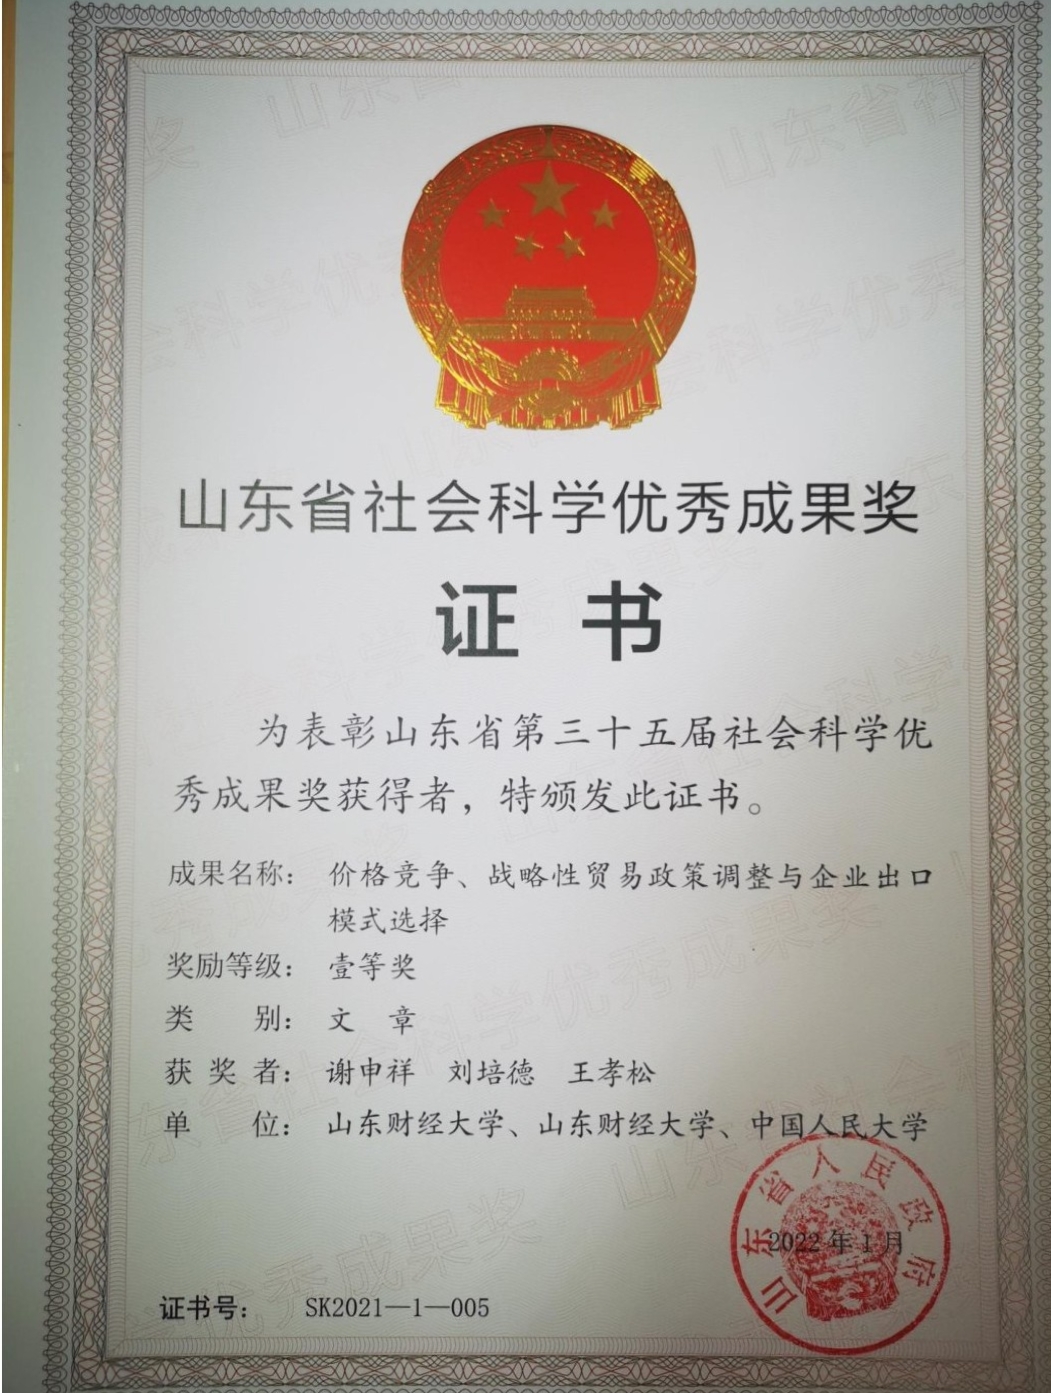 山东省社会科学优秀成果奖
证 书
为表彰山东省第三十五届社会科学优
秀成果奖获得者，特颁发此证书。
成果名称： 价格竞争、战略性贸易政策调整与企业出口
模式选择
奖励等级： 壹等奖
类 别： 文 章
获 奖 者： 谢申祥 刘培德 王孝松
单 位： 山东财经大学、山东财经大学、中国人民大学
山东省人民政府
2022年1月
证书号： SK2021—1—005